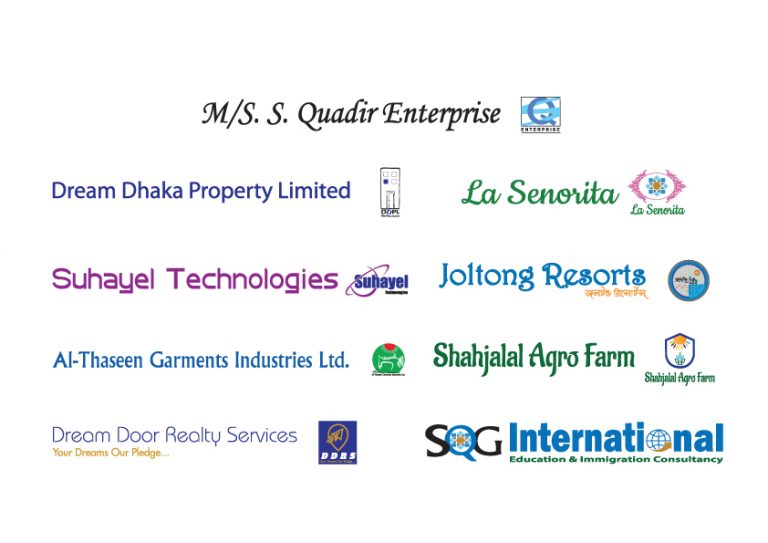 M/S. S. Quadir Enterprise
Q
ENTERPRISE
Dream Dhaka Property Limited
DDPL
La Senorita
La Senorita
Suhayel Technologies
Suhayel
Technologies
Joltong Resorts
জলটঙ রিসোর্টস্
Al-Thaseen Garments Industries Ltd.
Shahjalal Agro Farm
Shahjalal Agro Farm
Dream Door Realty Services
Your Dreams Our Pledge...
DDRS
SQG International
Education & Immigration Consultancy